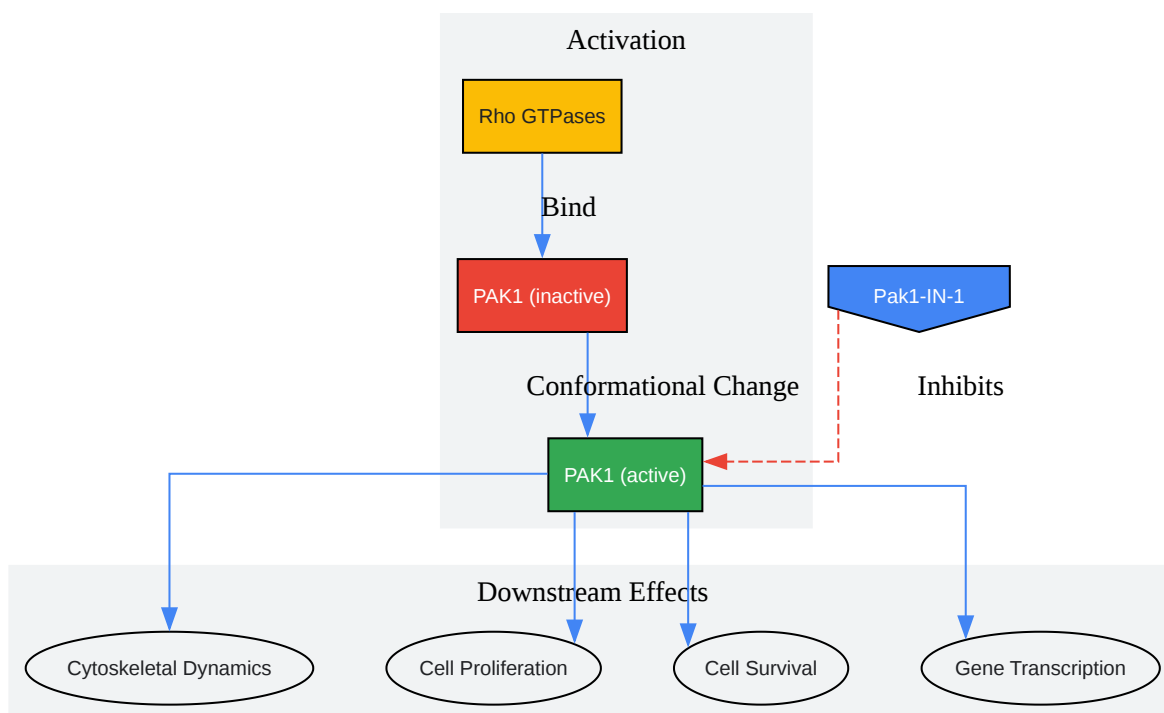 Activation
Rho GTPases
Bind
PAK1 (inactive)
Pak1-IN-1
Conformational Change
Inhibits
PAK1 (active)
Downstream Effects
Cytoskeletal Dynamics
Cell Proliferation
Cell Survival
Gene Transcription